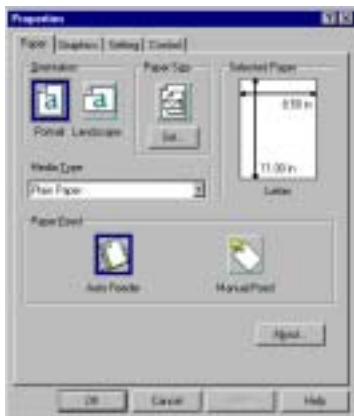 Properties
Paper Graphics Setting Control
Orientation
Portrait Landscape
Paper Size
Set...
Selected Paper
8.50 in
11.00 in
Letter
Media Type
Plain Paper
Paper Feed
Auto Feeder Manual Feed
About...
OK Cancel Help